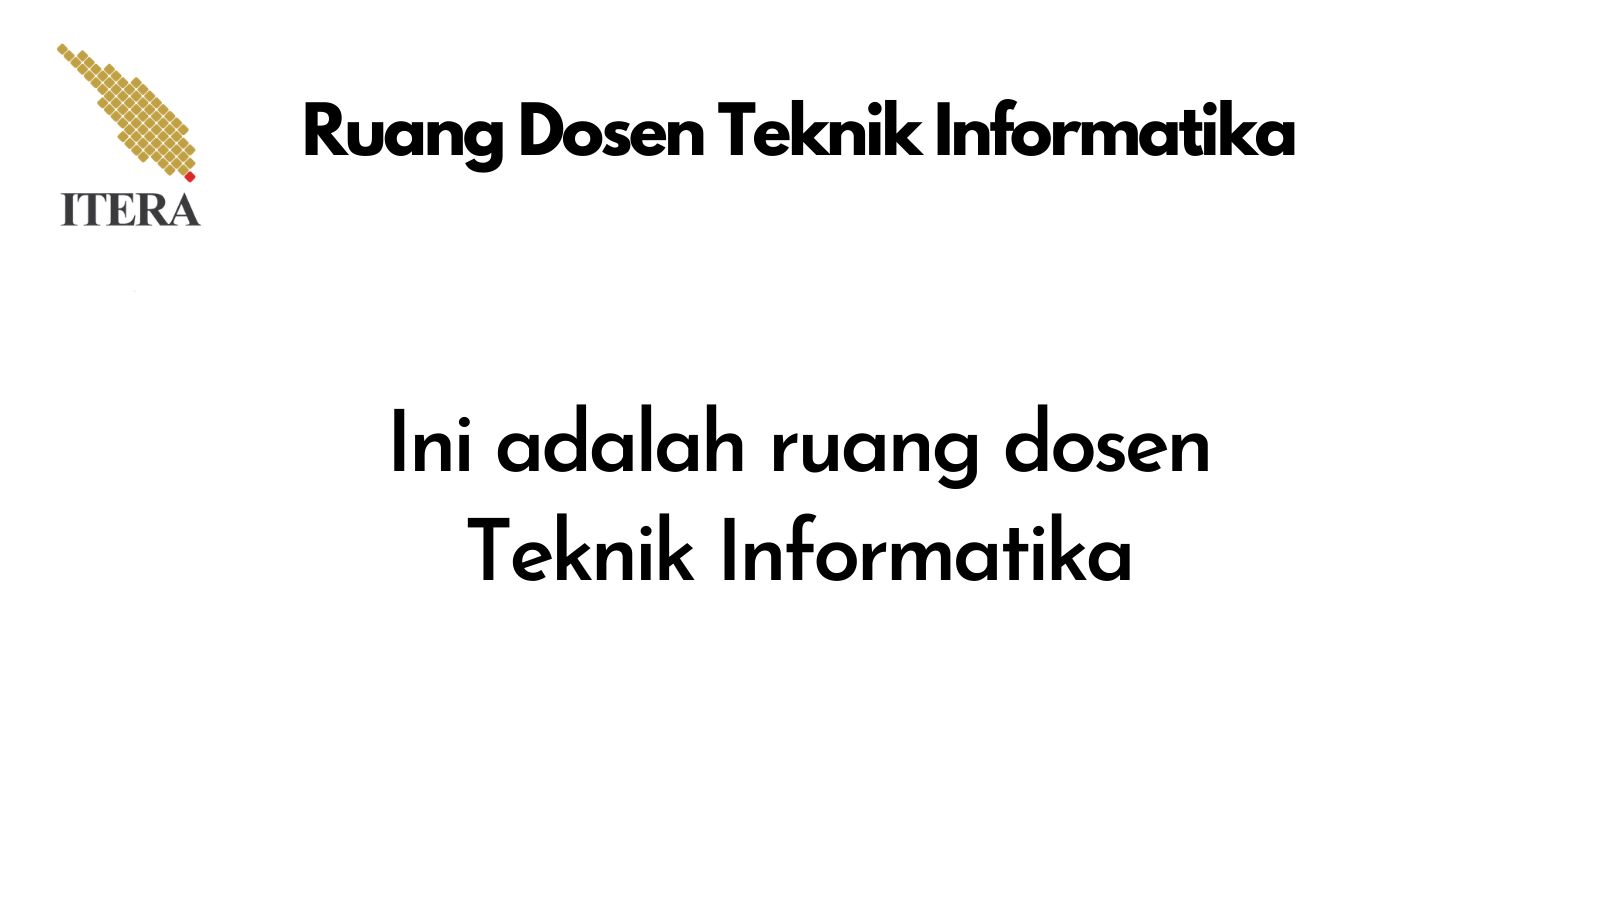 ITERA
Ruang Dosen Teknik Informatika
Ini adalah ruang dosen
Teknik Informatika